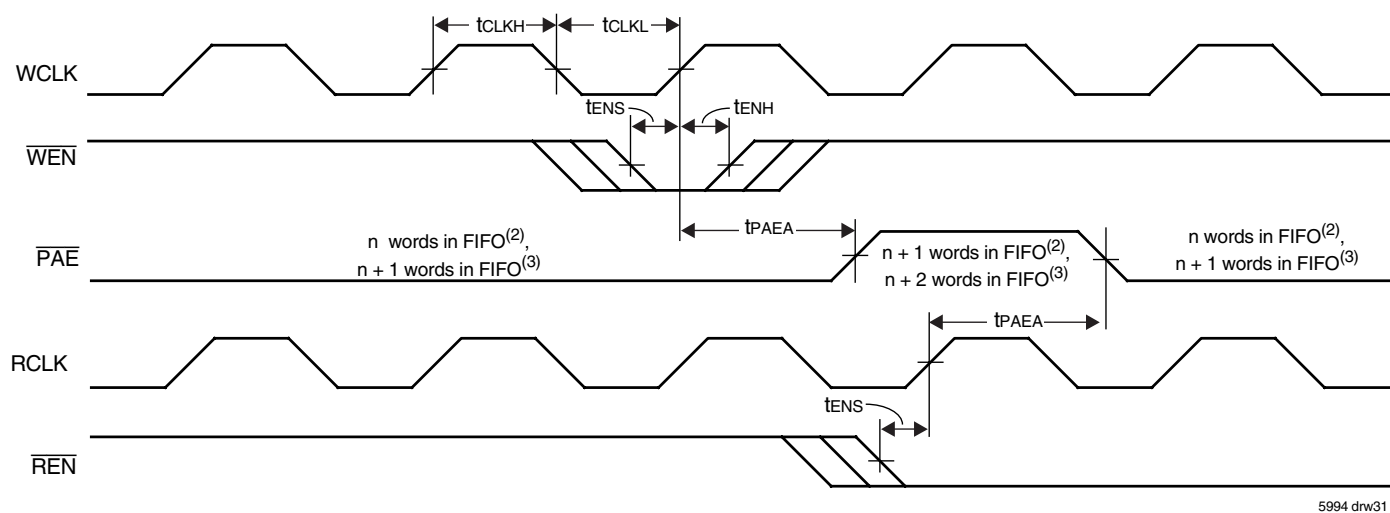 tCLKH
tCLKL
WCLK
tENS
tENH
WEN
tPAEA
PAE
n words in FIFO(2),
n + 1 words in FIFO(3)
n + 1 words in FIFO(2),
n + 2 words in FIFO(3)
n words in FIFO(2),
n + 1 words in FIFO(3)
tPAEA
RCLK
tENS
REN
5994 drw31